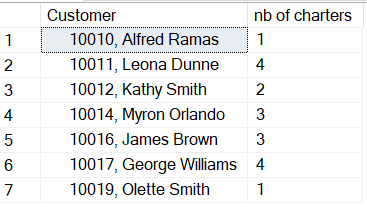 Customer nb of charters
1 10010, Alfred Ramas 1
2 10011, Leona Dunne 4
3 10012, Kathy Smith 2
4 10014, Myron Orlando 3
5 10016, James Brown 3
6 10017, George Williams 4
7 10019, Olette Smith 1